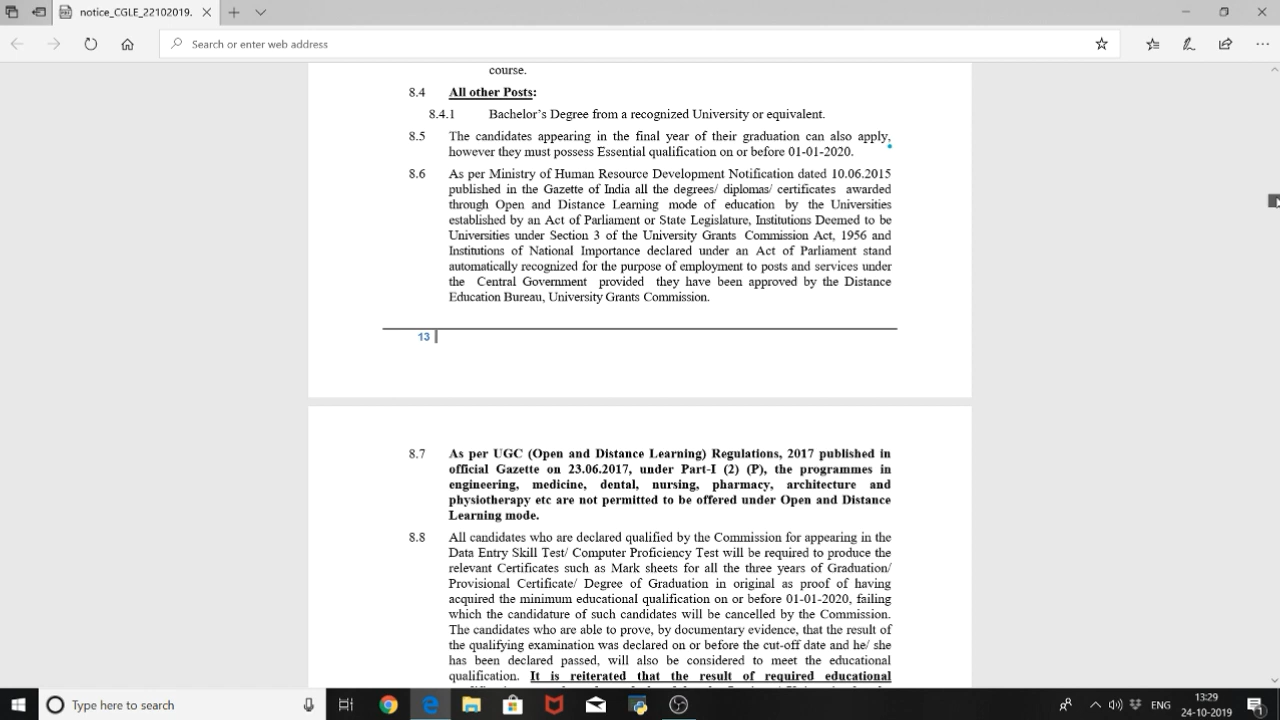 notice_CGLE_22102019.
Search or enter web address
course.
8.4 All other Posts:
8.4.1 Bachelor's Degree from a recognized University or equivalent.
8.5 The candidates appearing in the final year of their graduation can also apply,
however they must possess Essential qualification on or before 01-01-2020.
8.6 As per Ministry of Human Resource Development Notification dated 10.06.2015
published in the Gazette of India all the degrees/ diplomas/ certificates awarded
through Open and Distance Learning mode of education by the Universities
established by an Act of Parliament or State Legislature, Institutions Deemed to be
Universities under Section 3 of the University Grants Commission Act, 1956 and
Institutions of National Importance declared under an Act of Parliament stand
automatically recognized for the purpose of employment to posts and services under
the Central Government provided they have been approved by the Distance
Education Bureau, University Grants Commission.
13
8.7 As per UGC (Open and Distance Learning) Regulations, 2017 published in
official Gazette on 23.06.2017, under Part-I (2) (P), the programmes in
engineering, medicine, dental, nursing, pharmacy, architecture and
physiotherapy etc are not permitted to be offered under Open and Distance
Learning mode.
8.8 All candidates who are declared qualified by the Commission for appearing in the
Data Entry Skill Test/ Computer Proficiency Test will be required to produce the
relevant Certificates such as Mark sheets for all the three years of Graduation/
Provisional Certificate/ Degree of Graduation in original as proof of having
acquired the minimum educational qualification on or before 01-01-2020, failing
which the candidature of such candidates will be cancelled by the Commission.
The candidates who are able to prove, by documentary evidence, that the result of
the qualifying examination was declared on or before the cut-off date and he/ she
has been declared passed, will also be considered to meet the educational
qualification. It is reiterated that the result of required educational
Type here to search
ENG
13:29
24-10-2019